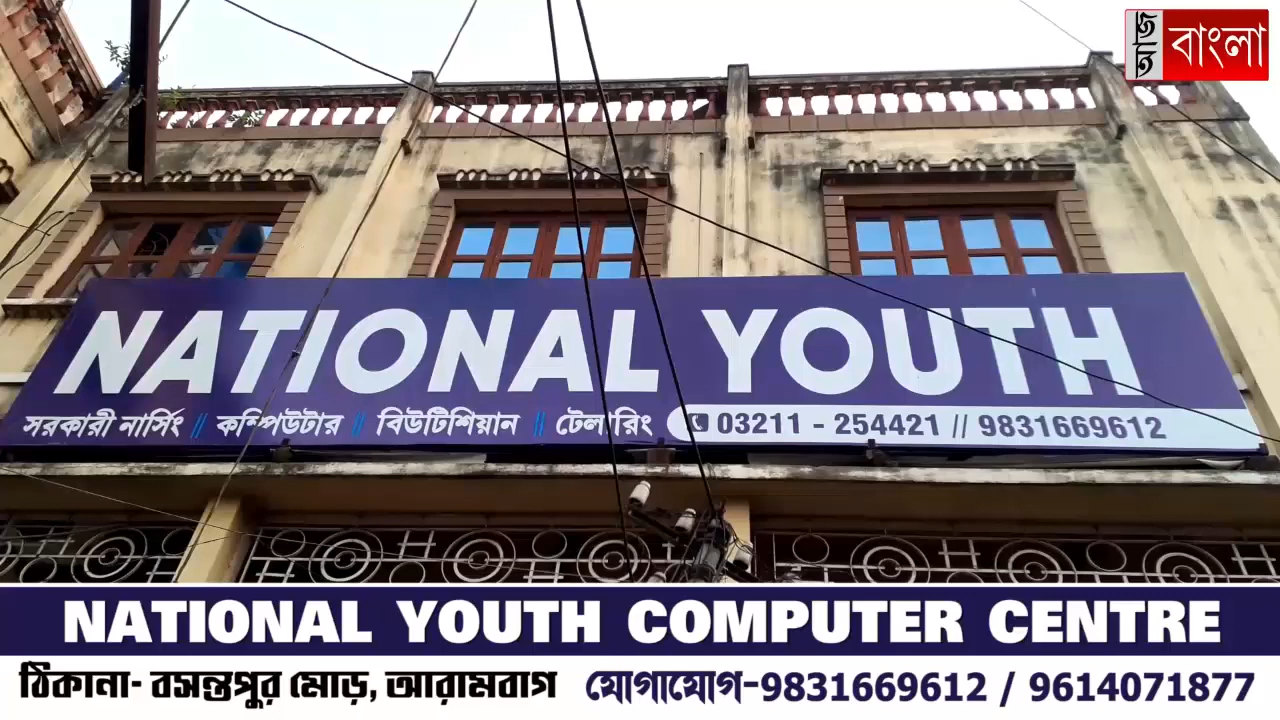 আজ বাংলা
NATIONAL YOUTH
সরকারী নার্সিং // কম্পিউটার // বিউটিশিয়ান // টেলারিং
03211 - 254421 // 9831669612
NATIONAL YOUTH COMPUTER CENTRE
ঠিকানা- বসন্তপুর মোড়, আরামবাগ যোগাযোগ-9831669612 / 9614071877